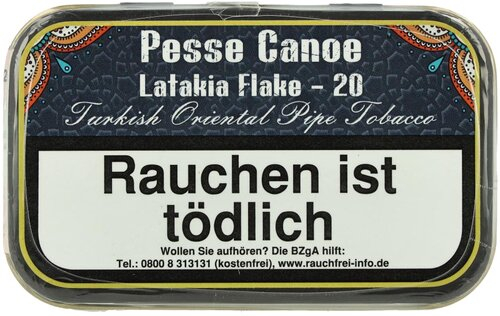 Pesse Canoe
Latakia Flake - 20
Turkish Oriental Pipe Tobacco
Rauchen ist
tödlich
Wollen Sie aufhören? Die BZgA hilft:
Tel.: 0800 8 313131 (kostenfrei), www.rauchfrei-info.de